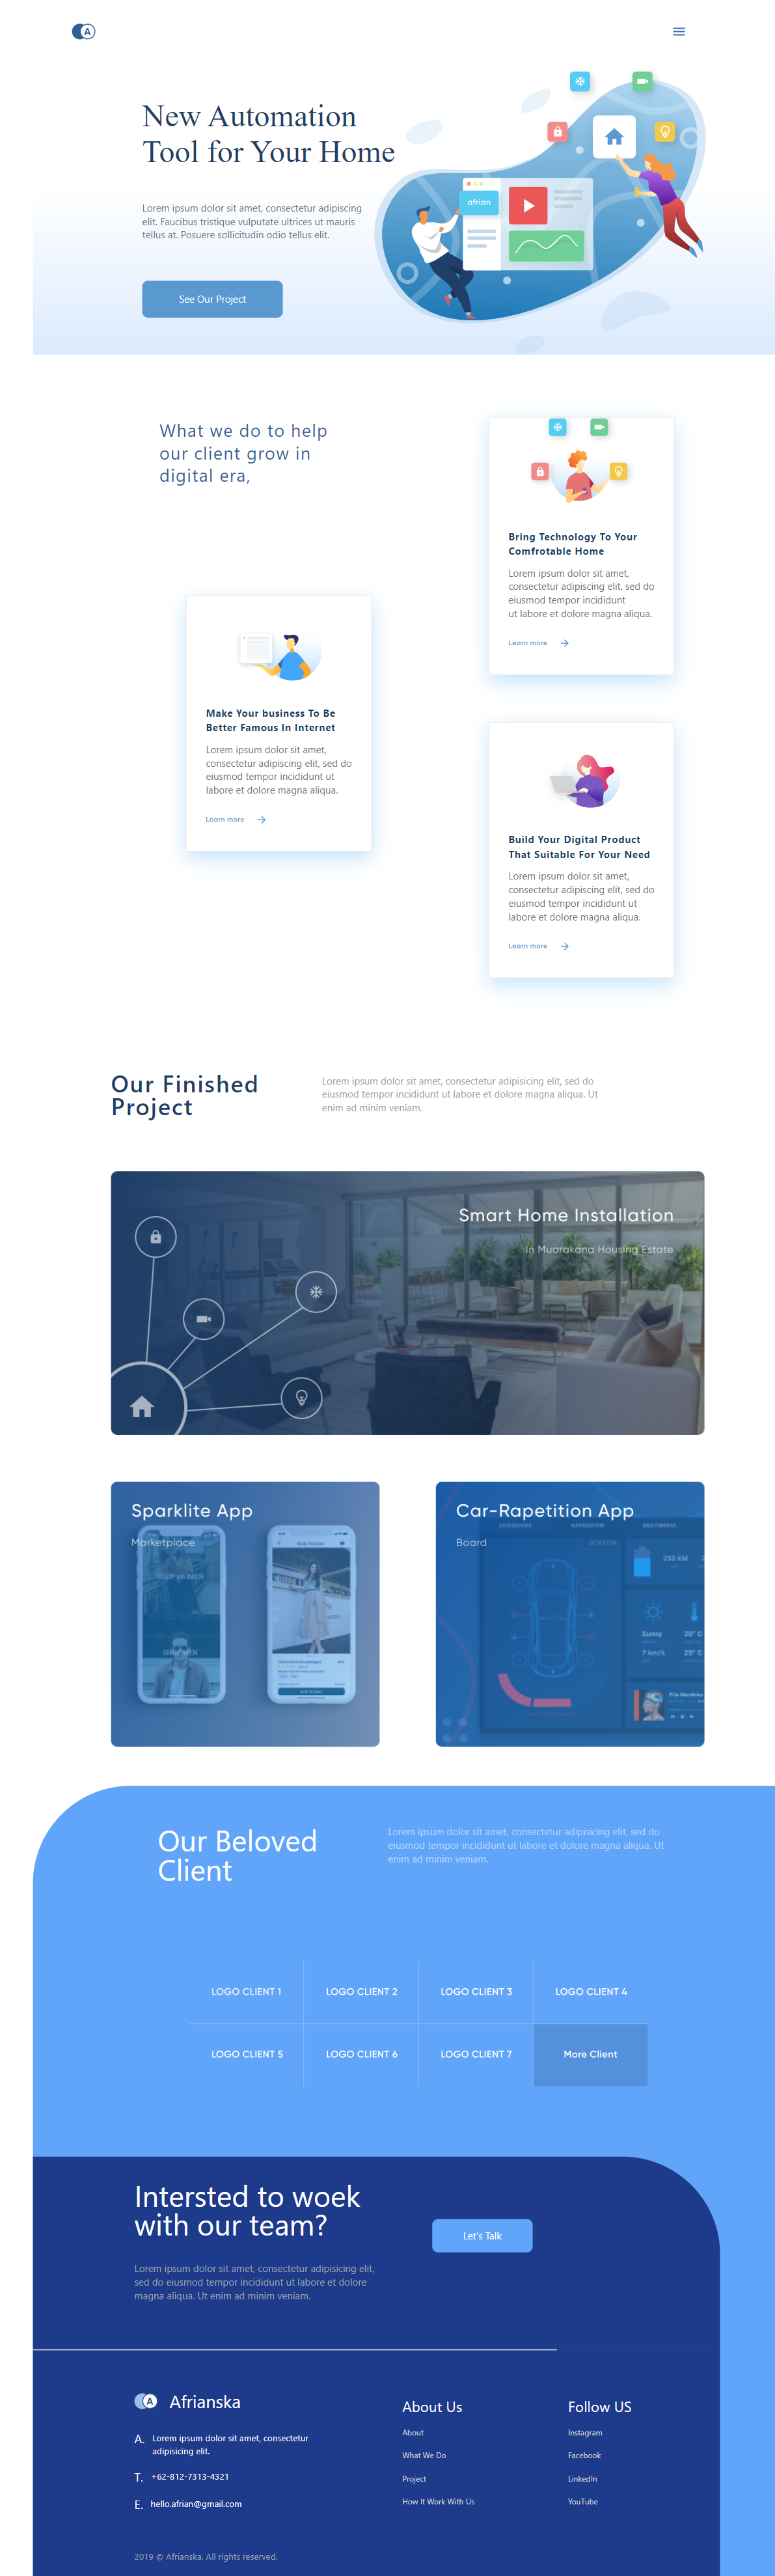 A
New Automation
Tool for Your Home
Lorem ipsum dolor sit amet, consectetur adipisicing
elit. Faucibus tristique vulputate ultrices ut mauris
tellus at. Posuere sollicitudin odio tellus elit.
See Our Project
afrian
What we do to help
our client grow in
digital era,
Bring Technology To Your
Comfrotable Home
Lorem ipsum dolor sit amet,
consectetur adipiscing elit, sed do
eiusmod tempor incididunt
ut labore et dolore magna aliqua.
Learn more
Make Your business To Be
Better Famous In Internet
Lorem ipsum dolor sit amet,
consectetur adipiscing elit, sed do
eiusmod tempor incididunt ut
labore et dolore magna aliqua.
Learn more
Build Your Digital Product
That Suitable For Your Need
Lorem ipsum dolor sit amet,
consectetur adipiscing elit, sed do
eiusmod tempor incididunt ut
labore et dolore magna aliqua.
Learn more
Our Finished
Project
Lorem ipsum dolor sit amet, consectetur adipisicing elit, sed do
eiusmod tempor incididunt ut labore et dolore magna aliqua. Ut
enim ad minim veniam.
Smart Home Installation
In Muarakana Housing Estate
Sparklite App
Marketplace
SHOP WOMEN
SHOP MEN
Car-Rapetition App
Board
DASHBOARD
NAVIGATION
MULTIMEDIA
DETECTOR
Sunny
7 km/h
Our Beloved
Client
Lorem ipsum dolor sit amet, consectetur adipisicing elit, sed do
eiusmod tempor incididunt ut labore et dolore magna aliqua. Ut
enim ad minim veniam.
LOGO CLIENT 1
LOGO CLIENT 2
LOGO CLIENT 3
LOGO CLIENT 4
LOGO CLIENT 5
LOGO CLIENT 6
LOGO CLIENT 7
More Client
Intersted to woek
with our team?
Let's Talk
Lorem ipsum dolor sit amet, consectetur adipisicing elit,
sed do eiusmod tempor incididunt ut labore et dolore
magna aliqua. Ut enim ad minim veniam.
A Afrianska
A. Lorem ipsum dolor sit amet, consectetur
adipisicing elit.
T. +62-812-7313-4321
E. hello.afrian@gmail.com
About Us
About
What We Do
Project
How It Work With Us
Follow US
Instagram
Facebook
LinkedIn
YouTube
2019 © Afrianska. All rights reserved.